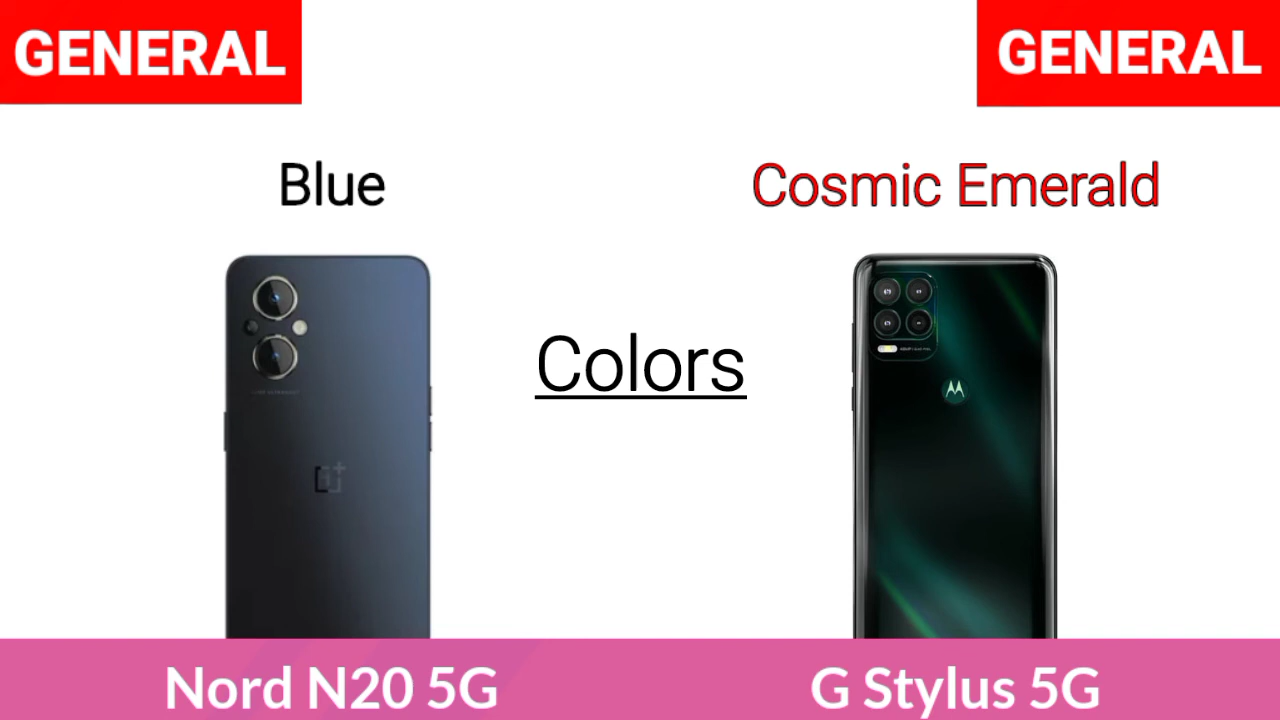 GENERAL
GENERAL
Blue
Cosmic Emerald
Colors
Nord N20 5G
G Stylus 5G